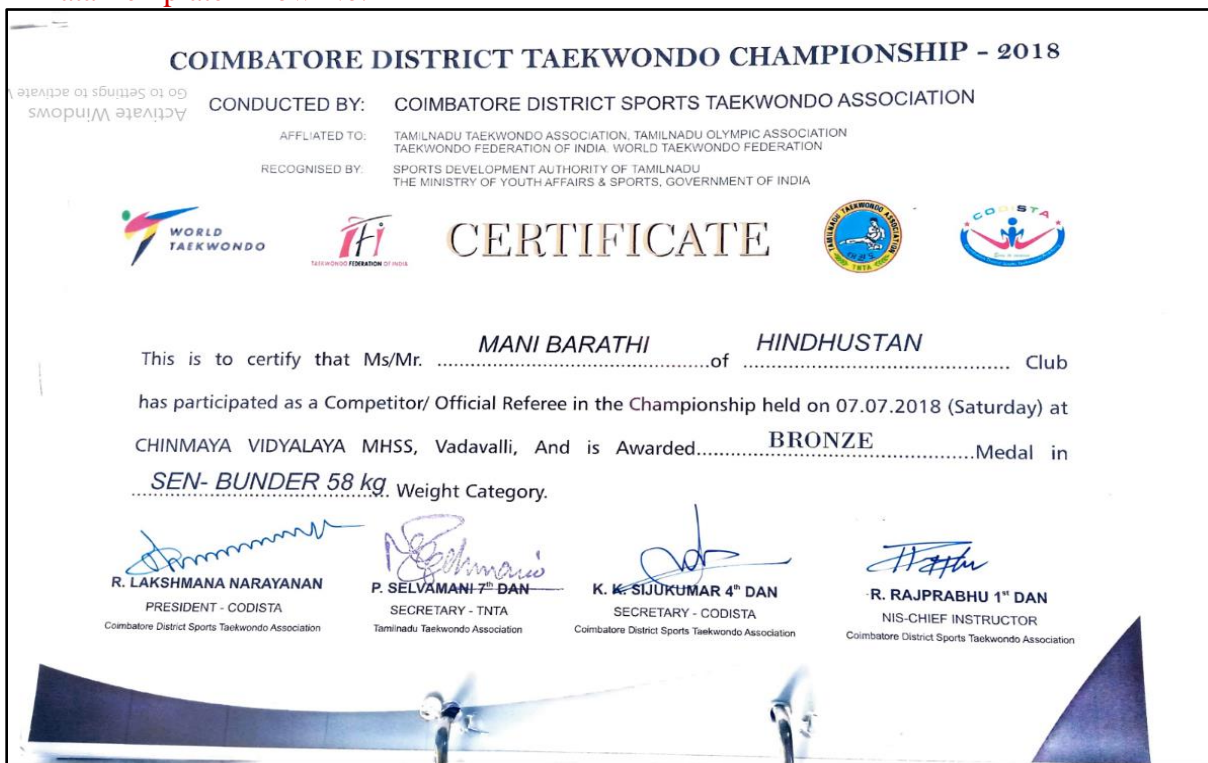 COIMBATORE DISTRICT TAEKWONDO CHAMPIONSHIP - 2018
Activate Windows
Go to Settings to activate
CONDUCTED BY: COIMBATORE DISTRICT SPORTS TAEKWONDO ASSOCIATION
AFFLIATED TO: TAMILNADU TAEKWONDO ASSOCIATION, TAMILNADU OLYMPIC ASSOCIATION
TAEKWONDO FEDERATION OF INDIA, WORLD TAEKWONDO FEDERATION
RECOGNISED BY: SPORTS DEVELOPMENT AUTHORITY OF TAMILNADU
THE MINISTRY OF YOUTH AFFAIRS & SPORTS, GOVERNMENT OF INDIA
WORLD
TAEKWONDO
TFI
TAEKWONDO FEDERATION OF INDIA
CERTIFICATE
TAMILNADU TAEKWONDO ASSOCIATION
TNTA
CODISTA
This is to certify that Ms/Mr. MANI BARATHI of HINDHUSTAN Club
has participated as a Competitor/ Official Referee in the Championship held on 07.07.2018 (Saturday) at
CHINMAYA VIDYALAYA MHSS, Vadavalli, And is Awarded BRONZE Medal in
SEN- BUNDER 58 kg. Weight Category.
R. LAKSHMANA NARAYANAN
PRESIDENT - CODISTA
Coimbatore District Sports Taekwondo Association
P. SELVAMANI 7th DAN
SECRETARY - TNTA
Tamilnadu Taekwondo Association
K. K. SIJUKUMAR 4th DAN
SECRETARY - CODISTA
Coimbatore District Sports Taekwondo Association
R. RAJPRABHU 1st DAN
NIS-CHIEF INSTRUCTOR
Coimbatore District Sports Taekwondo Association